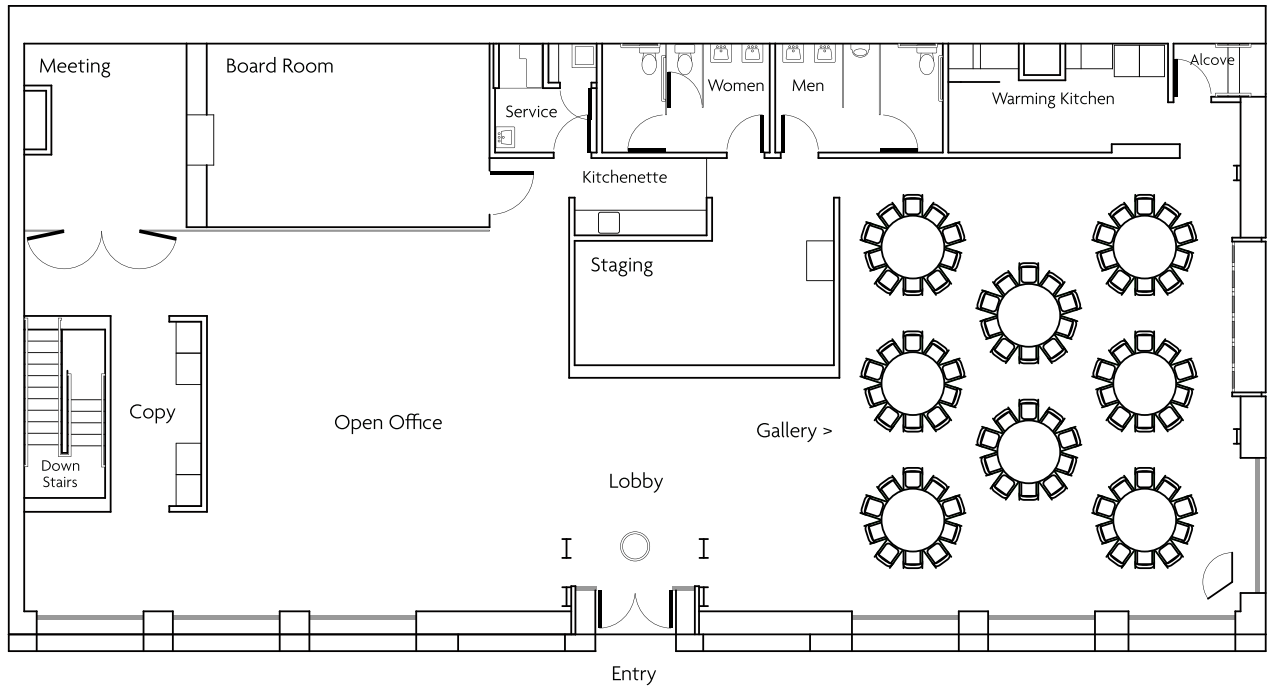 Meeting
Board Room
Service
Women
Men
Warming Kitchen
Alcove
Kitchenette
Staging
Copy
Open Office
Gallery >
Down
Stairs
Lobby
Entry